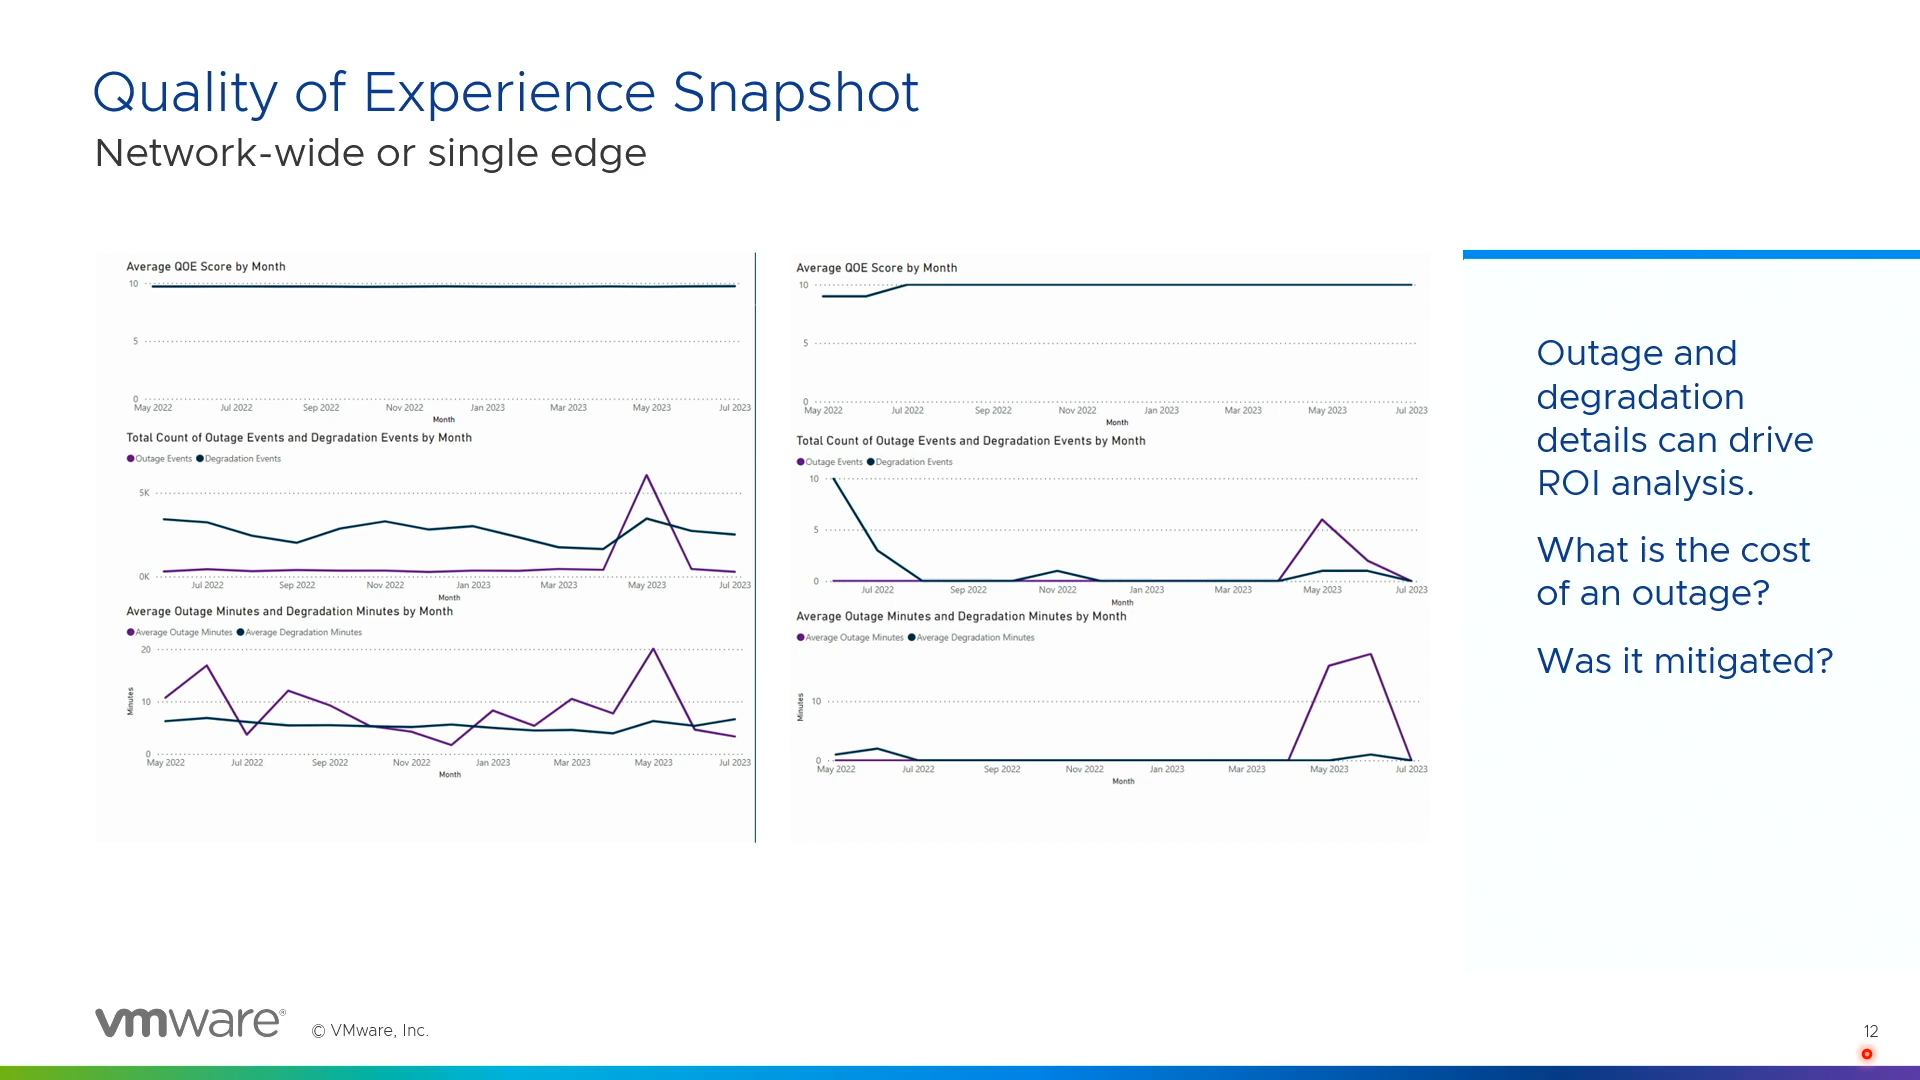 Quality of Experience Snapshot
Network-wide or single edge
Average QOE Score by Month
10
5
0
May 2022 Jul 2022 Sep 2022 Nov 2022 Jan 2023 Mar 2023 May 2023 Jul 2023
Month
Total Count of Outage Events and Degradation Events by Month
Outage Events Degradation Events
5K
0K
Jul 2022 Sep 2022 Nov 2022 Jan 2023 Mar 2023 May 2023 Jul 2023
Month
Average Outage Minutes and Degradation Minutes by Month
Average Outage Minutes Average Degradation Minutes
20
Minutes
10
0
May 2022 Jul 2022 Sep 2022 Nov 2022 Jan 2023 Mar 2023 May 2023 Jul 2023
Month
Average QOE Score by Month
10
5
0
May 2022 Jul 2022 Sep 2022 Nov 2022 Jan 2023 Mar 2023 May 2023 Jul 2023
Month
Total Count of Outage Events and Degradation Events by Month
Outage Events Degradation Events
10
5
0
Jul 2022 Sep 2022 Nov 2022 Jan 2023 Mar 2023 May 2023 Jul 2023
Month
Average Outage Minutes and Degradation Minutes by Month
Average Outage Minutes Average Degradation Minutes
Minutes
10
0
May 2022 Jul 2022 Sep 2022 Nov 2022 Jan 2023 Mar 2023 May 2023 Jul 2023
Month
Outage and
degradation
details can drive
ROI analysis.
What is the cost
of an outage?
Was it mitigated?
vmware®
© VMware, Inc.
12